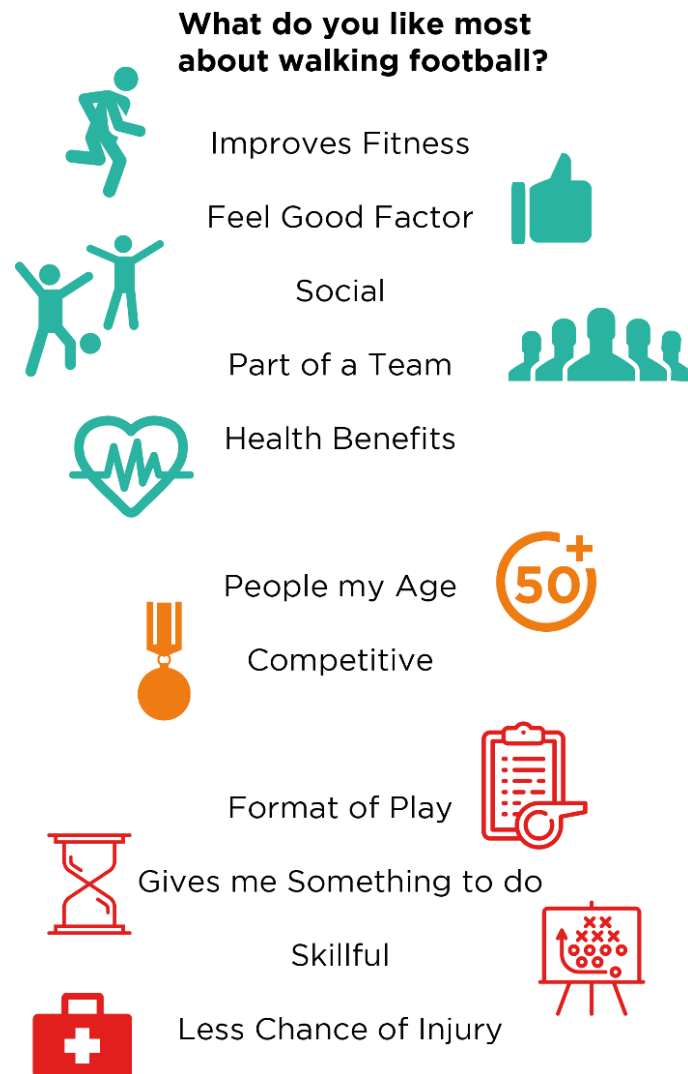 What do you like most
about walking football?
Improves Fitness
Feel Good Factor
Social
Part of a Team
Health Benefits
50+
People my Age
Competitive
Format of Play
Gives me Something to do
Skillful
Less Chance of Injury